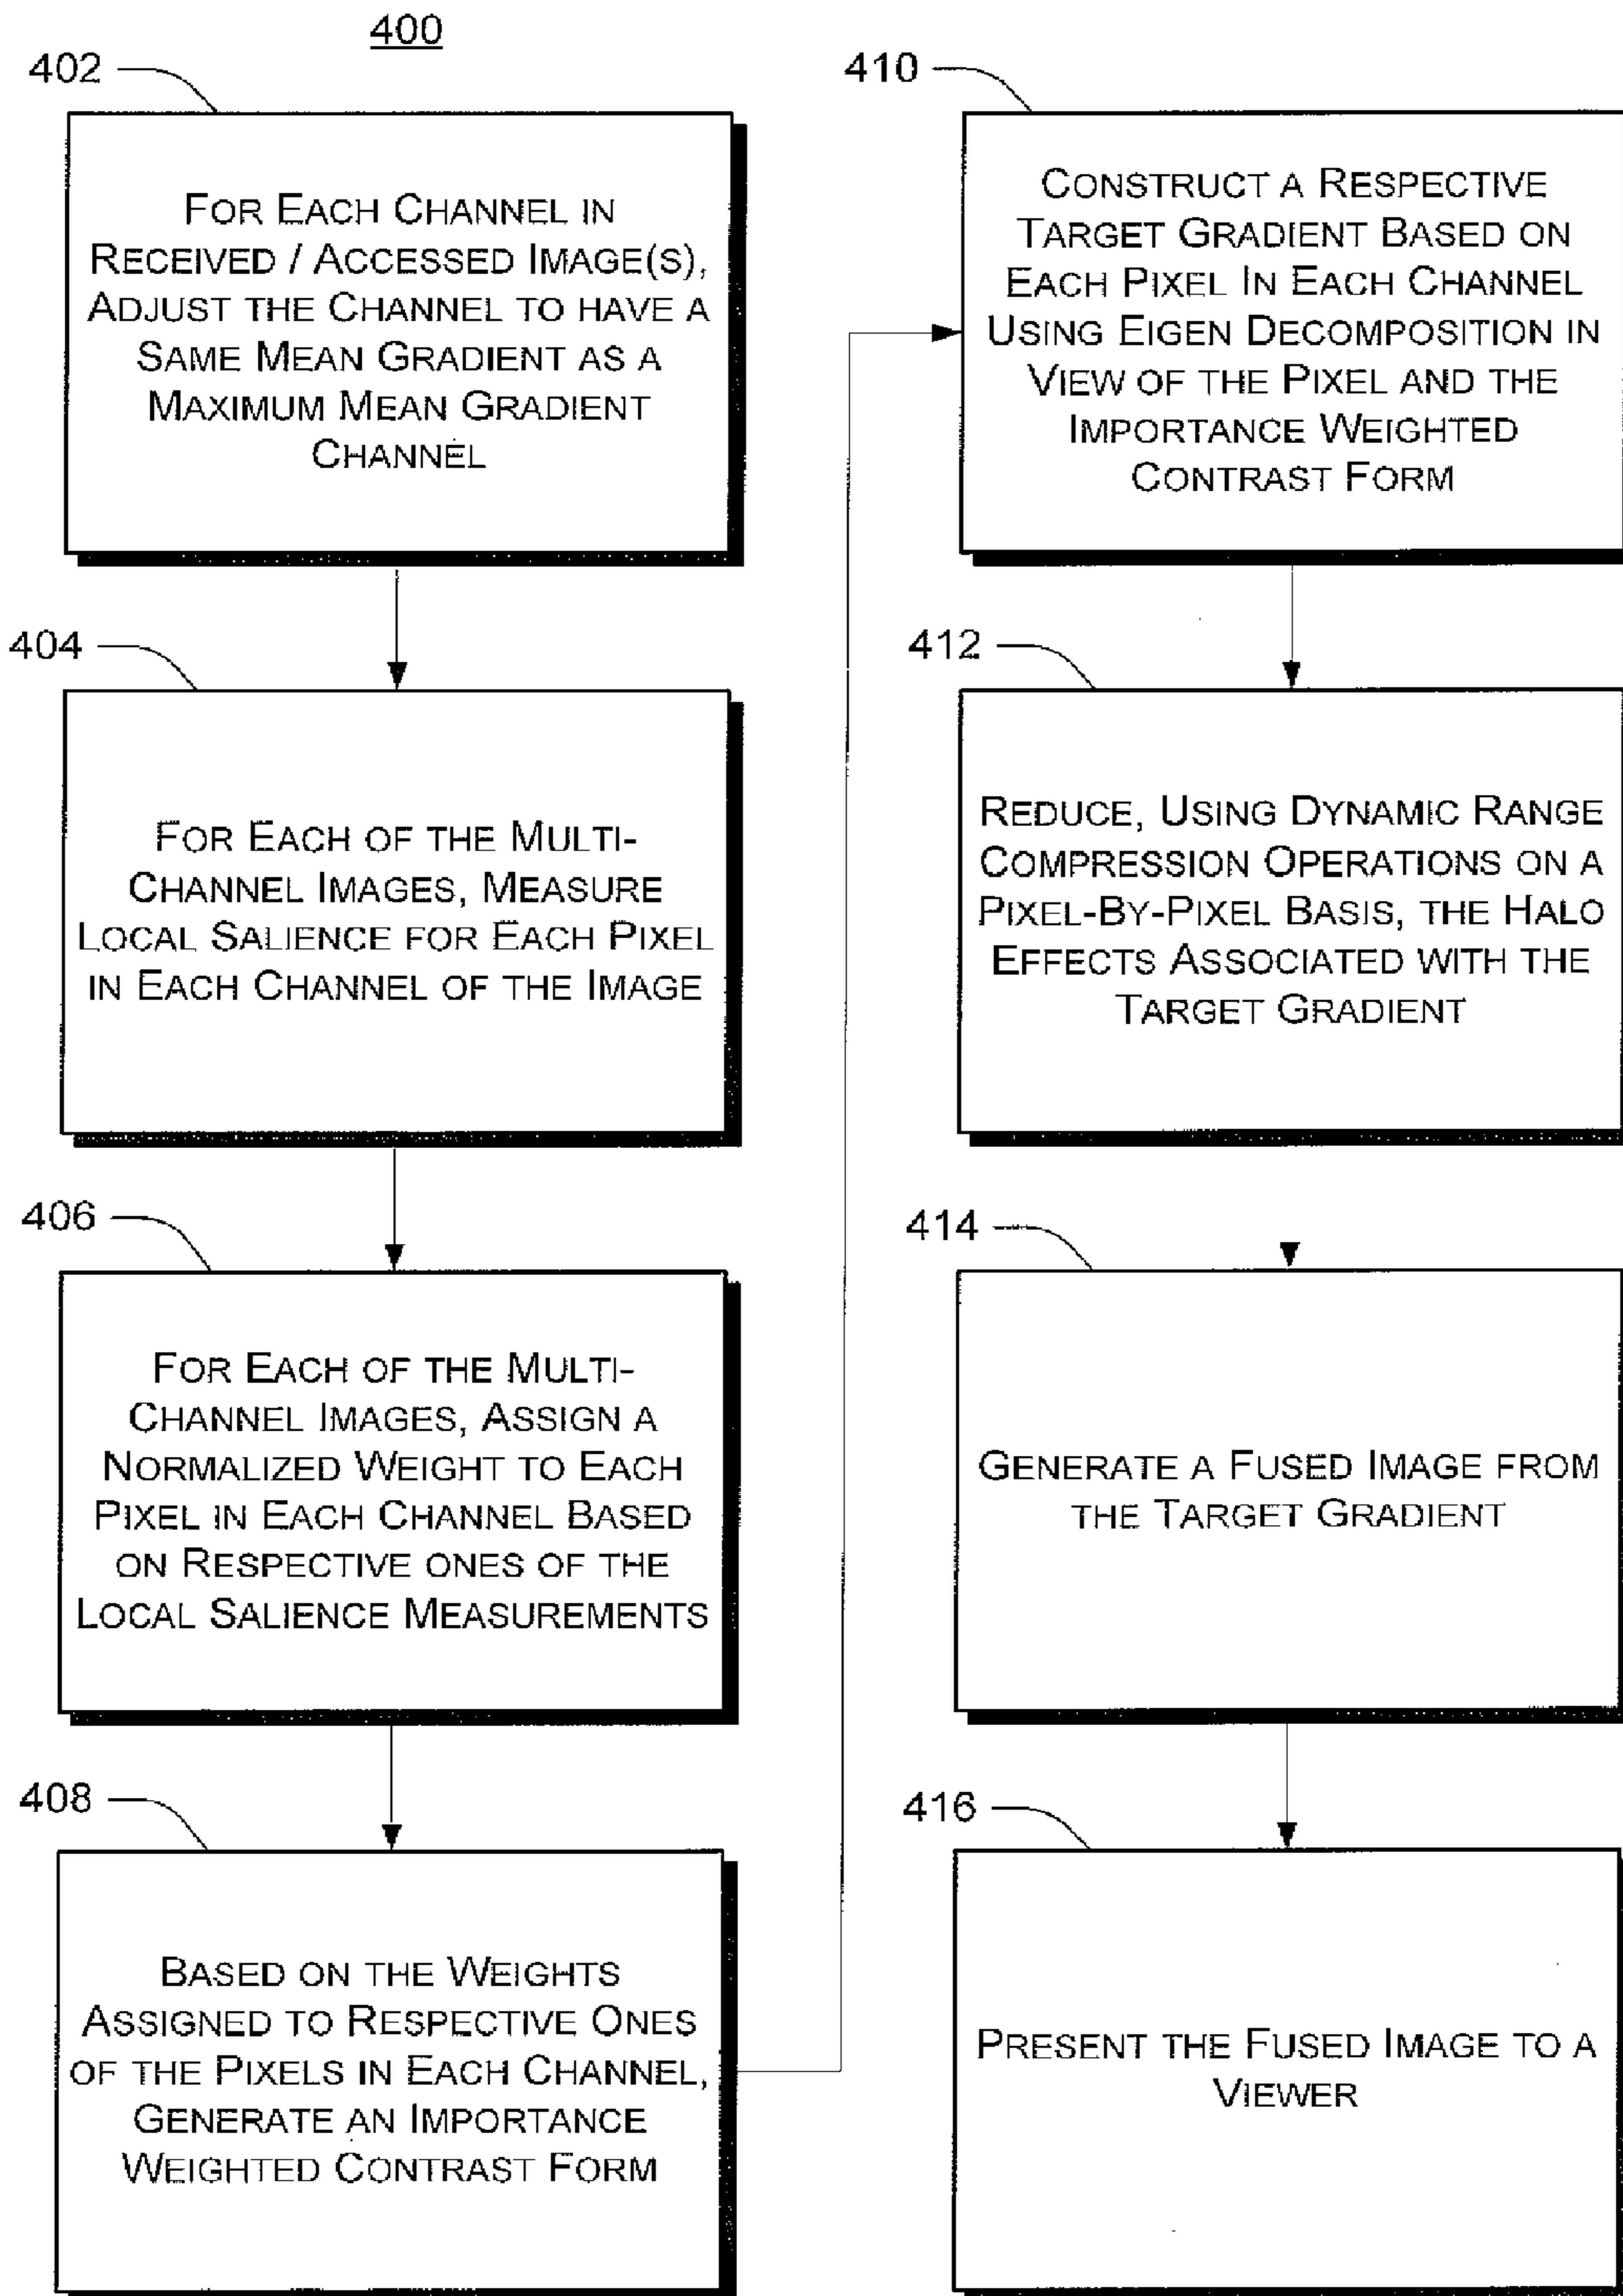 400
402
FOR EACH CHANNEL IN
RECEIVED / ACCESSED IMAGE(S),
ADJUST THE CHANNEL TO HAVE A
SAME MEAN GRADIENT AS A
MAXIMUM MEAN GRADIENT
CHANNEL
404
FOR EACH OF THE MULTI-
CHANNEL IMAGES, MEASURE
LOCAL SALIENCE FOR EACH PIXEL
IN EACH CHANNEL OF THE IMAGE
406
FOR EACH OF THE MULTI-
CHANNEL IMAGES, ASSIGN A
NORMALIZED WEIGHT TO EACH
PIXEL IN EACH CHANNEL BASED
ON RESPECTIVE ONES OF THE
LOCAL SALIENCE MEASUREMENTS
408
BASED ON THE WEIGHTS
ASSIGNED TO RESPECTIVE ONES
OF THE PIXELS IN EACH CHANNEL,
GENERATE AN IMPORTANCE
WEIGHTED CONTRAST FORM
410
CONSTRUCT A RESPECTIVE
TARGET GRADIENT BASED ON
EACH PIXEL IN EACH CHANNEL
USING EIGEN DECOMPOSITION IN
VIEW OF THE PIXEL AND THE
IMPORTANCE WEIGHTED
CONTRAST FORM
412
REDUCE, USING DYNAMIC RANGE
COMPRESSION OPERATIONS ON A
PIXEL-BY-PIXEL BASIS, THE HALO
EFFECTS ASSOCIATED WITH THE
TARGET GRADIENT
414
GENERATE A FUSED IMAGE FROM
THE TARGET GRADIENT
416
PRESENT THE FUSED IMAGE TO A
VIEWER